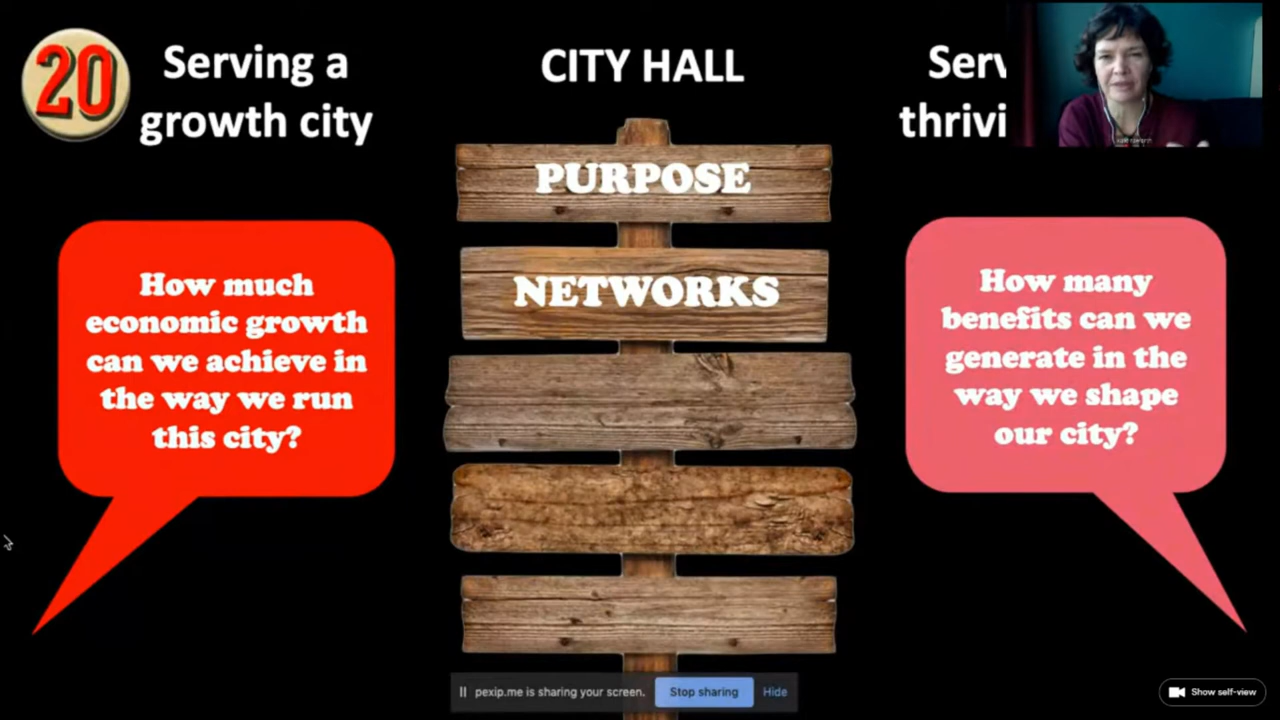 20
Serving a
growth city
CITY HALL
Serv
thrivi
PURPOSE
NETWORKS
How much
economic growth
can we achieve in
the way we run
this city?
How many
benefits can we
generate in the
way we shape
our city?
pexip.me is sharing your screen. Stop sharing Hide
Show self-view